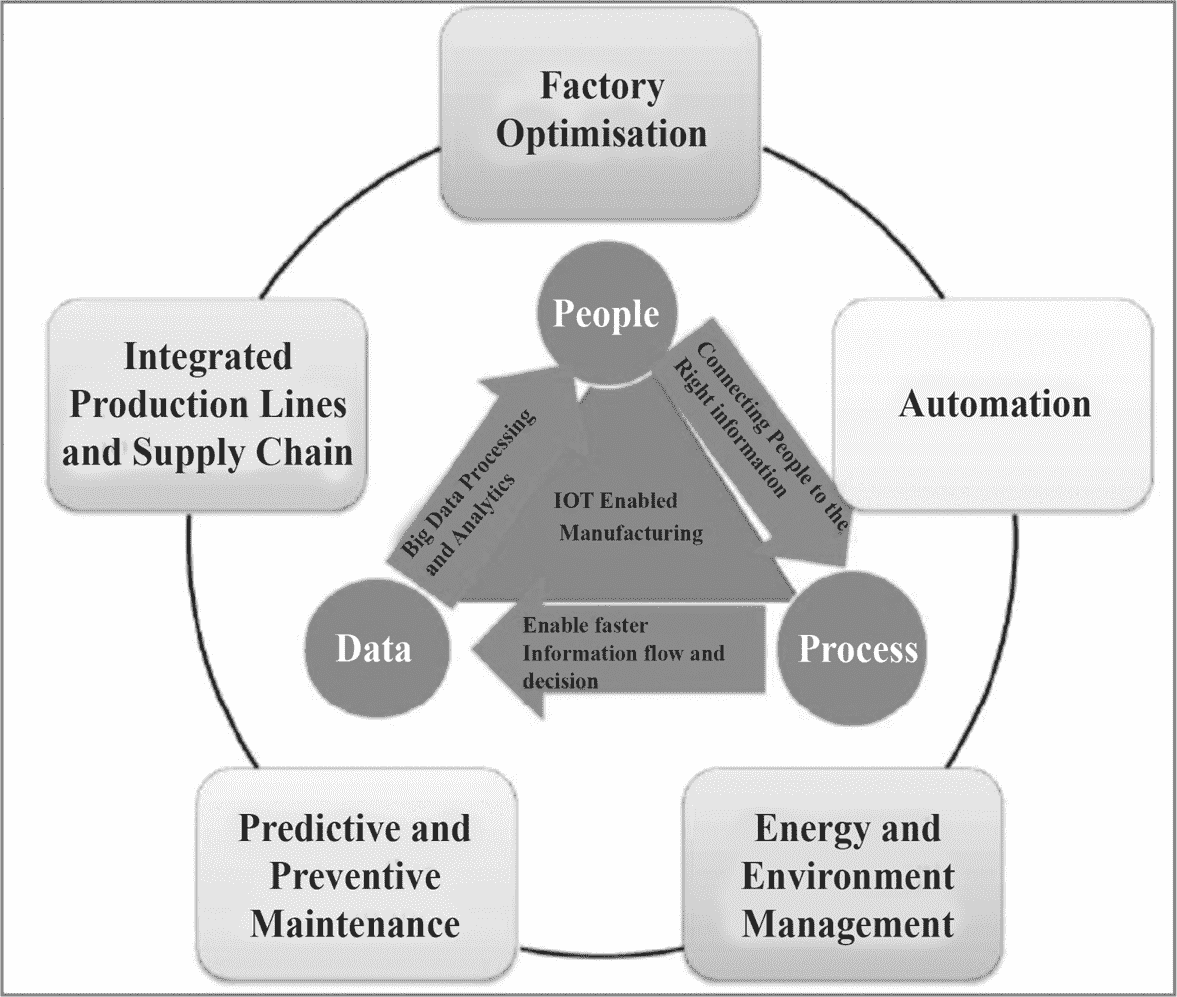 Factory
Optimisation
People
Integrated
Production Lines
and Supply Chain
Connecting People to the
Right information
Automation
Big Data Processing
and Analytics
IOT Enabled
Manufacturing
Data
Enable faster
Information flow and
decision
Process
Predictive and
Preventive
Maintenance
Energy and
Environment
Management